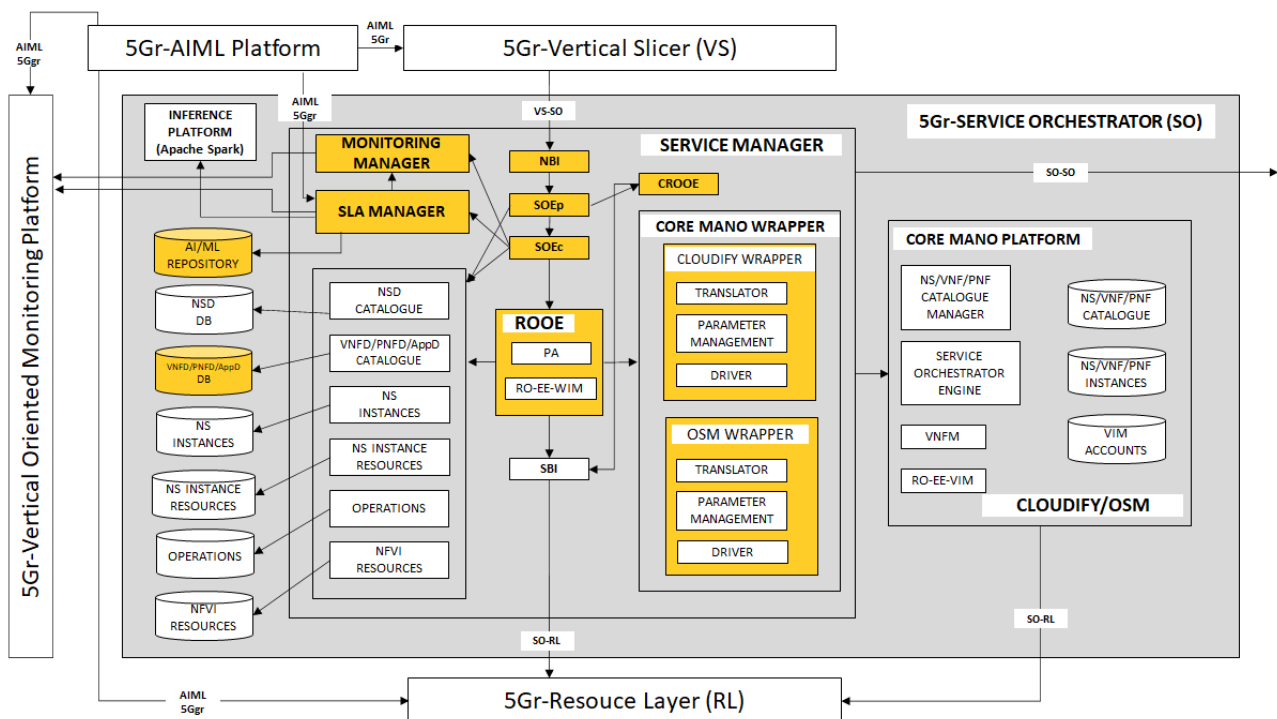 AIML
5Ggr
5Gr-AIML Platform
AIML
5Gr
5Gr-Vertical Slicer (VS)
5Gr-Vertical Oriented Monitoring Platform
AIML
5Ggr
VS-SO
5Gr-SERVICE ORCHESTRATOR (SO)
INFERENCE
PLATFORM
(Apache Spark)
MONITORING
MANAGER
SLA MANAGER
NBI
SOEp
SOEc
SERVICE MANAGER
CROOE
SO-SO
AI/ML
REPOSITORY
NSD
DB
VNFD/PNFD/AppD
DB
NS
INSTANCES
NS INSTANCE
RESOURCES
OPERATIONS
NFVI
RESOURCES
NSD
CATALOGUE
VNFD/PNFD/AppD
CATALOGUE
NS
INSTANCES
NS INSTANCE
RESOURCES
OPERATIONS
NFVI
RESOURCES
ROOE
PA
RO-EE-WIM
SBI
CORE MANO WRAPPER
CLOUDIFY WRAPPER
TRANSLATOR
PARAMETER
MANAGEMENT
DRIVER
OSM WRAPPER
TRANSLATOR
PARAMETER
MANAGEMENT
DRIVER
CORE MANO PLATFORM
NS/VNF/PNF
CATALOGUE
MANAGER
SERVICE
ORCHESTRATOR
ENGINE
VNFM
RO-EE-VIM
NS/VNF/PNF
CATALOGUE
NS/VNF/PNF
INSTANCES
VIM
ACCOUNTS
CLOUDIFY/OSM
SO-RL
SO-RL
AIML
5Ggr
5Gr-Resouce Layer (RL)